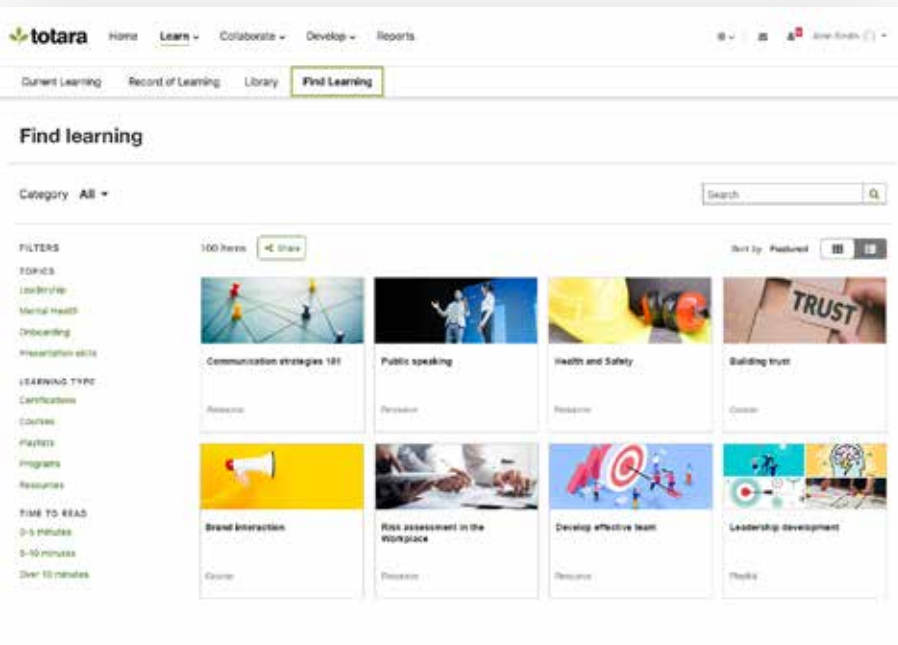 totara Home Learn Collaborate Develop Reports
Current Learning Record of Learning Library Find Learning
Find learning
Category All
Search
FILTERS
100 items Share
Sort by Featured
TOPICS
Leadership
Mental Health
Onboarding
Presentation skills
LEARNING TYPE
Certifications
Courses
Playlists
Programs
Resources
TIME TO READ
0-5 minutes
5-10 minutes
Over 10 minutes
TRUST
Communication strategies 101
Public speaking
Health and Safety
Building trust
Resource
Resource
Resource
Course
Brand interaction
Risk assessment in the
Workplace
Develop effective team
Leadership development
Course
Resource
Resource
Playlist